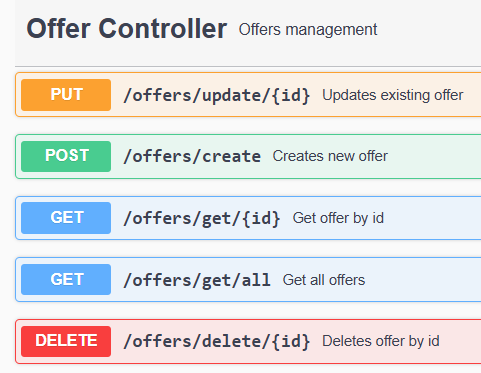 Offer Controller Offers management
PUT /offers/update/{id} Updates existing offer
POST /offers/create Creates new offer
GET /offers/get/{id} Get offer by id
GET /offers/get/all Get all offers
DELETE /offers/delete/{id} Deletes offer by id